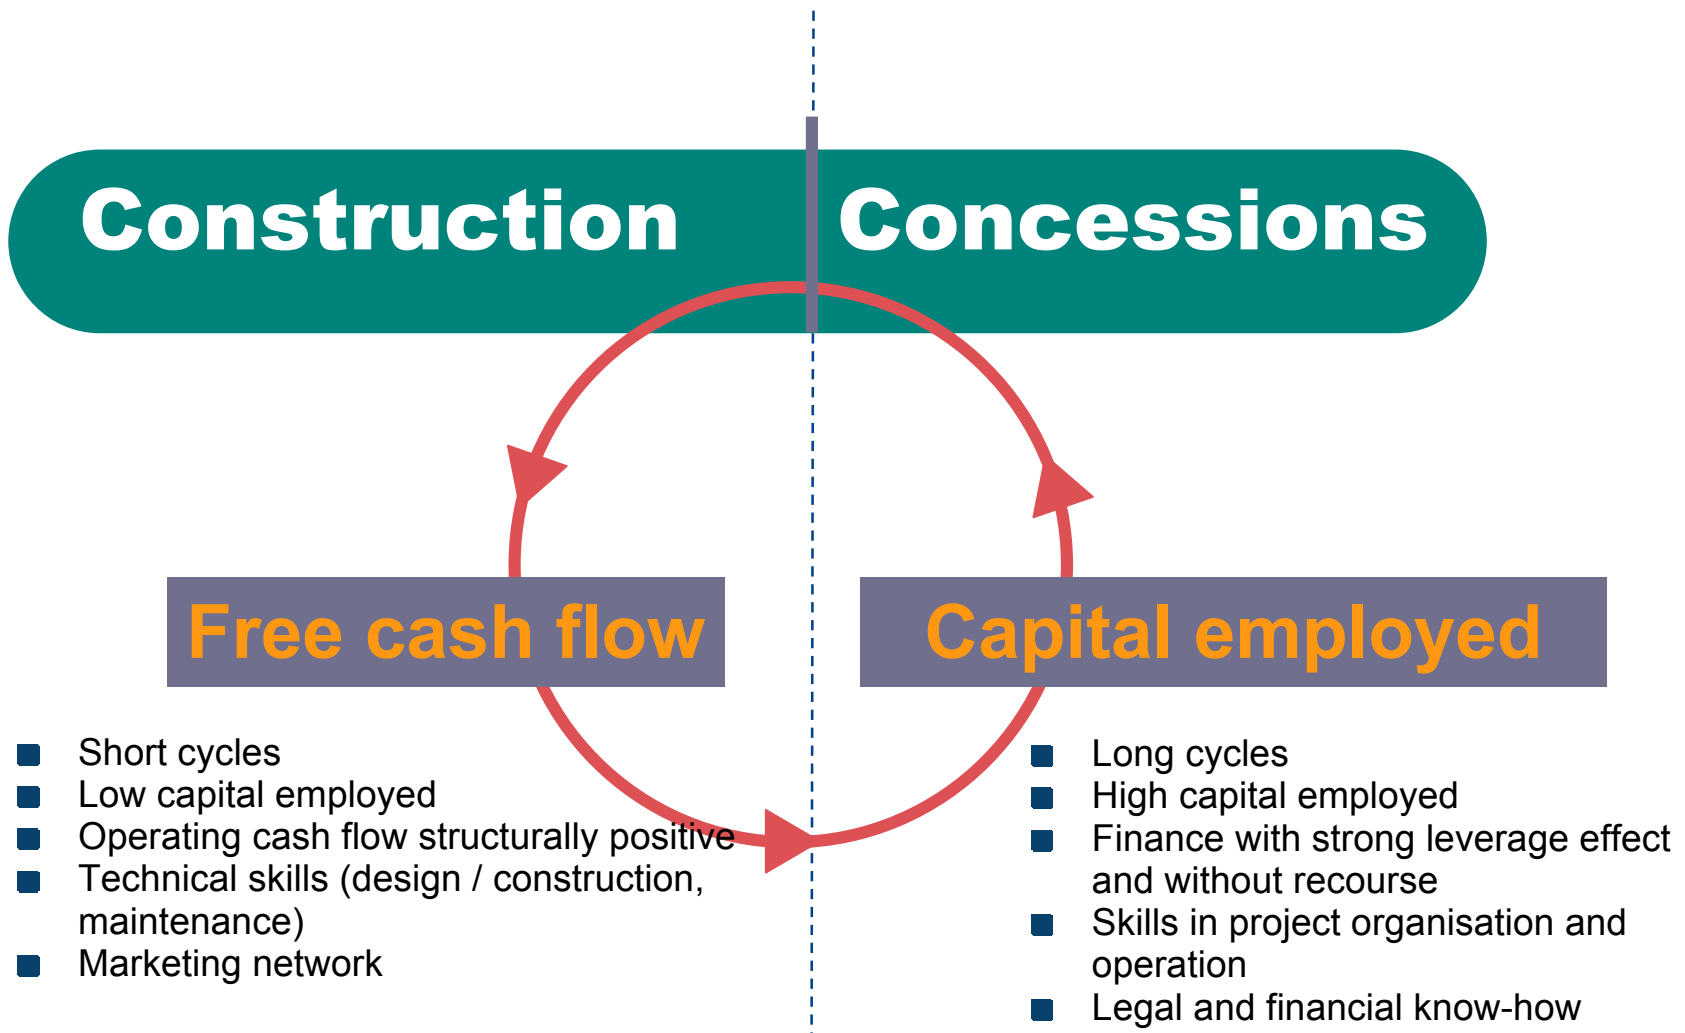 Construction
Concessions
Free cash flow
Capital employed
Short cycles
Low capital employed
Operating cash flow structurally positive
Technical skills (design / construction,
maintenance)
Marketing network
Long cycles
High capital employed
Finance with strong leverage effect
and without recourse
Skills in project organisation and
operation
Legal and financial know-how